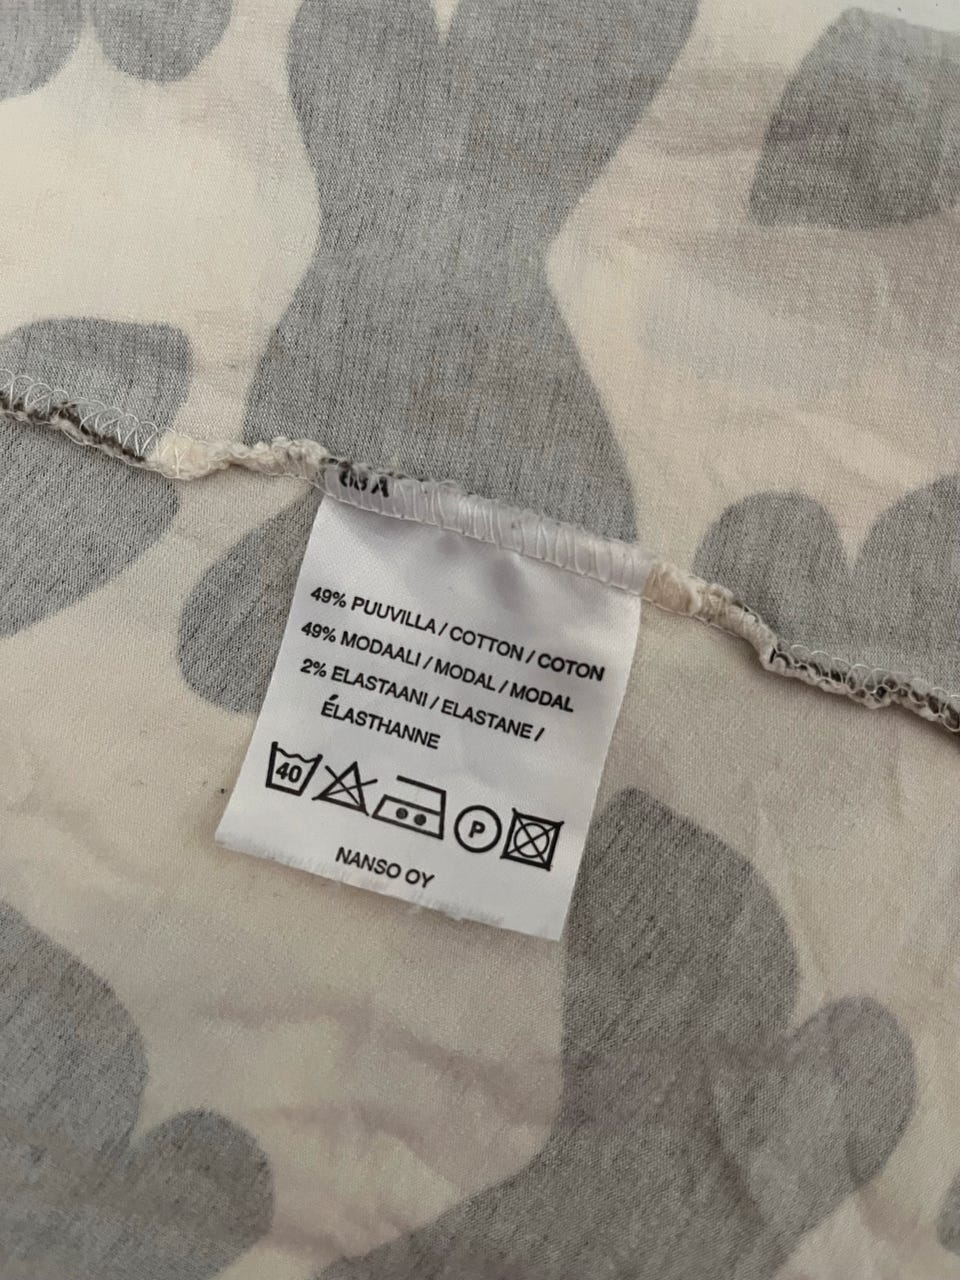 49% PUUVILLA / COTTON / COTON
49% MODAALI / MODAL / MODAL
2% ELASTAANI / ELASTANE /
ÉLASTHANNE
40
P
NANSO OY